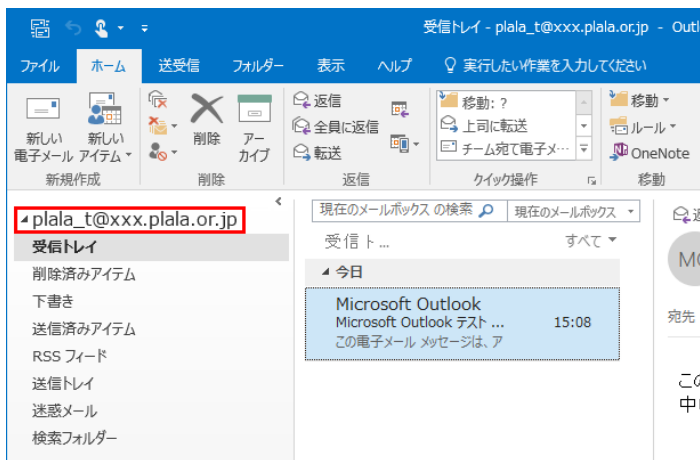 受信トレイ - plala_t@xxx.plala.or.jp - Outl
ファイル ホーム 送受信 フォルダー 表示 ヘルプ 実行したい作業を入力してください
新しい 電子メール
新しい アイテム
削除
アー カイブ
返信
全員に返信
転送
移動: ?
上司に転送
チーム宛て電子メ…
移動
ルール
OneNote
新規作成 削除 返信 クイック操作 移動
plala_t@xxx.plala.or.jp
受信トレイ
削除済みアイテム
下書き
送信済みアイテム
RSS フィード
送信トレイ
迷惑メール
検索フォルダー
現在のメールボックス の検索 現在のメールボックス
受信ト... すべて
今日
Microsoft Outlook
Microsoft Outlook テスト ... 15:08
この電子メール メッセージは、ア
宛先
この